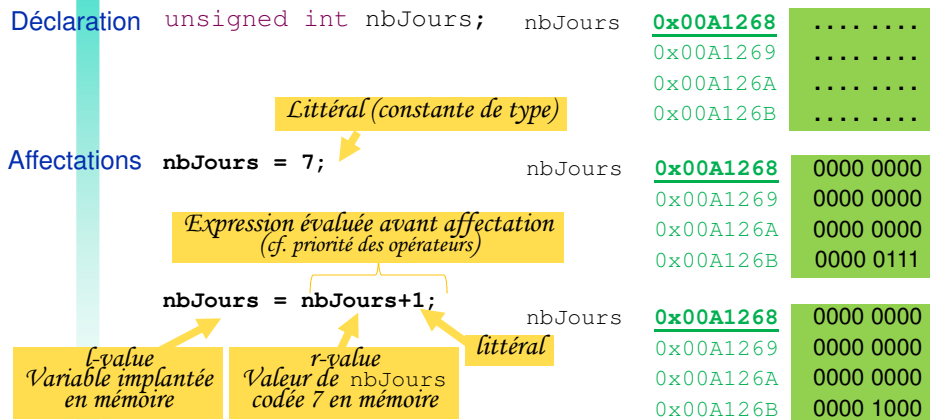 Déclaration unsigned int nbJours; nbJours 0x00A1268 .... ....
0x00A1269 .... ....
0x00A126A .... ....
0x00A126B .... ....
Littéral (constante de type)
Affectations nbJours = 7; nbJours 0x00A1268 0000 0000
0x00A1269 0000 0000
0x00A126A 0000 0000
0x00A126B 0000 0111
Expression évaluée avant affectation
(cf. priorité des opérateurs)
nbJours = nbJours+1;
nbJours 0x00A1268 0000 0000
0x00A1269 0000 0000
0x00A126A 0000 0000
0x00A126B 0000 1000
l-value
Variable implantée
en mémoire
r-value
Valeur de nbJours
codée 7 en mémoire
littéral